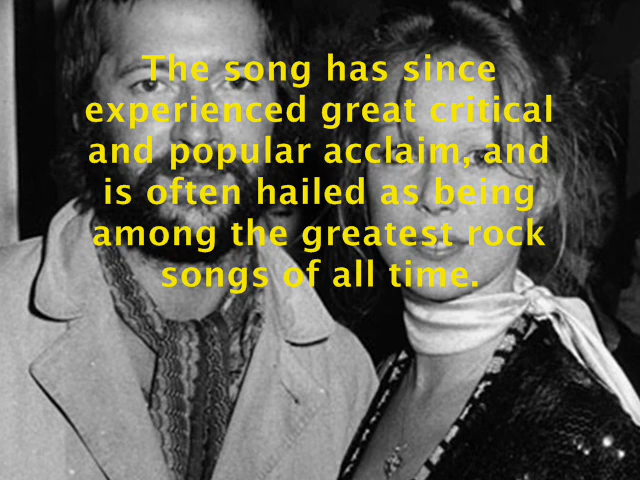 The song has since
experienced great critical
and popular acclaim, and
is often hailed as being
among the greatest rock
songs of all time.